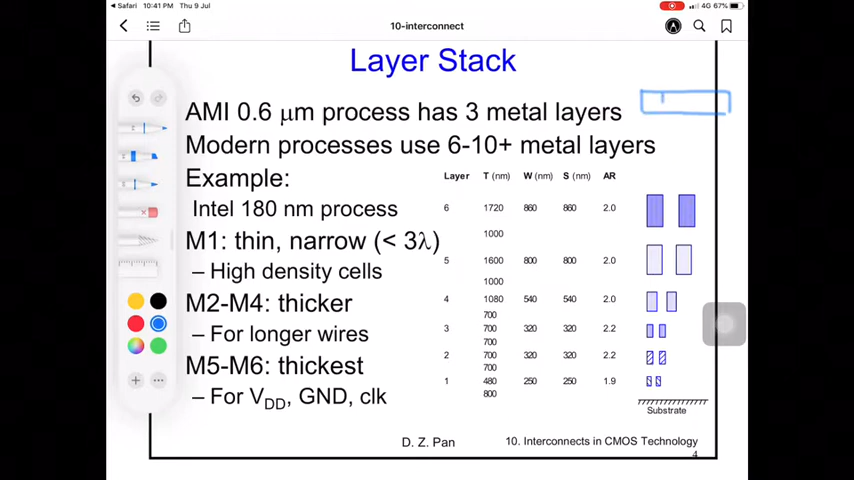 Safari 10:41 PM Thu 9 Jul 4G 67%
10-interconnect
Layer Stack
AMI 0.6 μm process has 3 metal layers
Modern processes use 6-10+ metal layers
Example:
Intel 180 nm process
M1: thin, narrow (< 3λ)
– High density cells
M2-M4: thicker
– For longer wires
M5-M6: thickest
– For VDD, GND, clk
Layer T (nm) W (nm) S (nm) AR
6 1720 860 860 2.0
1000
5 1600 800 800 2.0
1000
4 1080 540 540 2.0
700
3 700 320 320 2.2
700
2 700 320 320 2.2
700
1 480 250 250 1.9
800
Substrate
D. Z. Pan 10. Interconnects in CMOS Technology
4